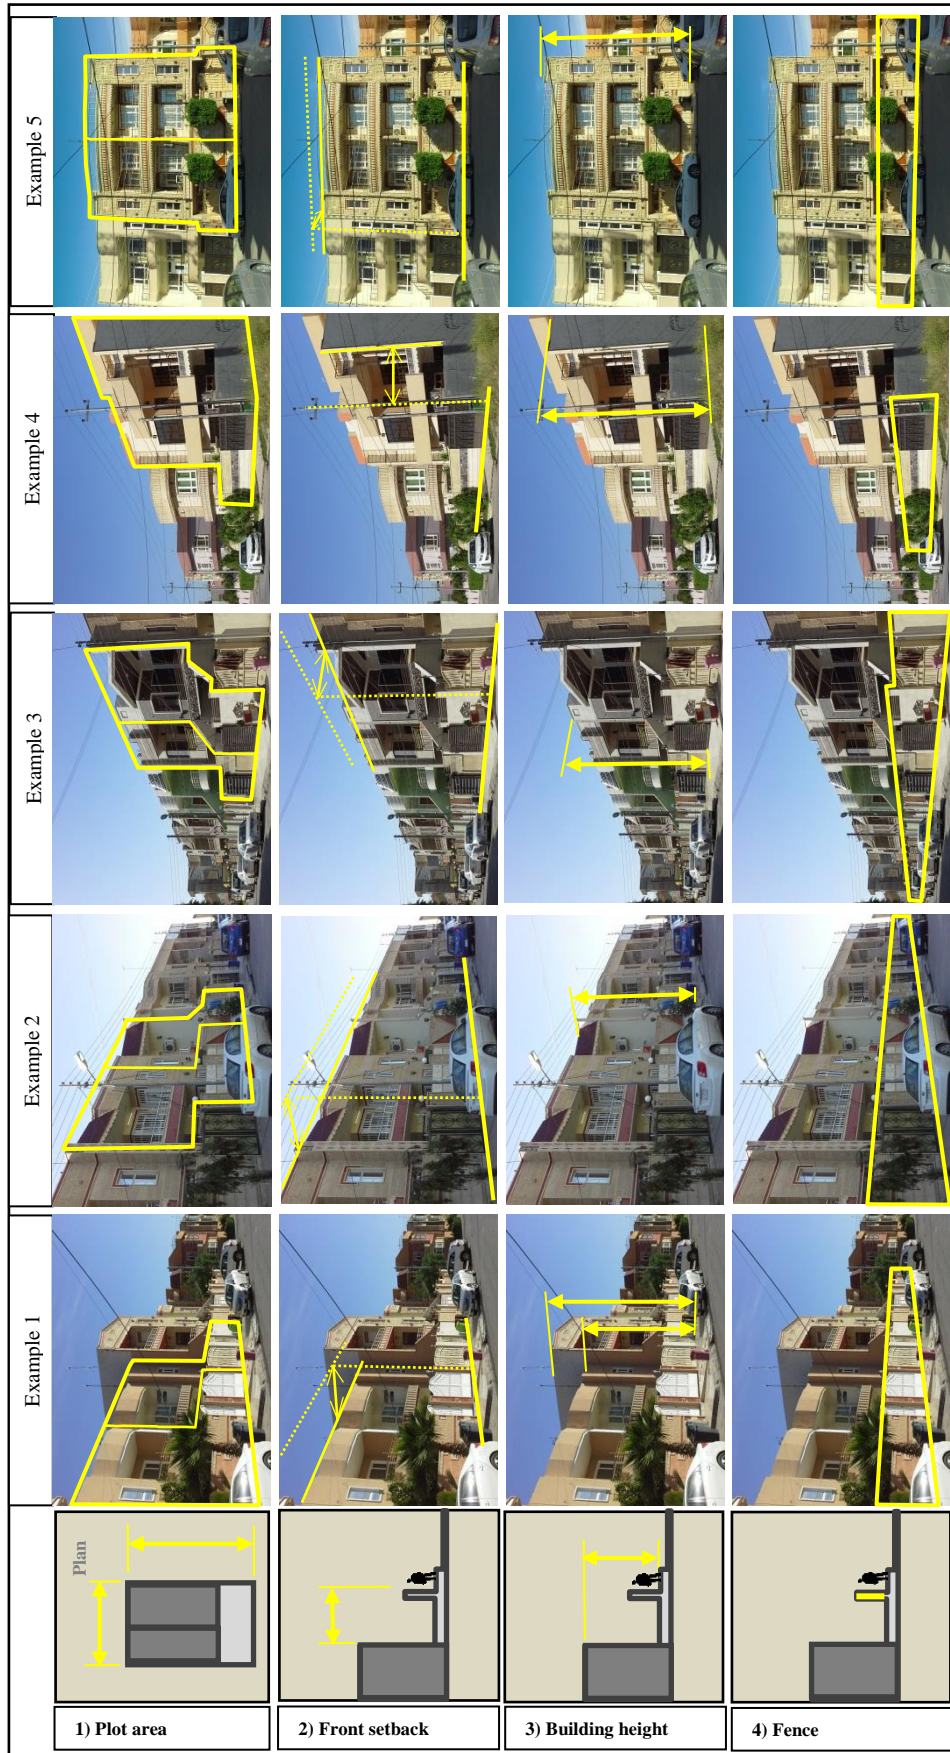 Example 1
Example 2
Example 3
Example 4
Example 5
1) Plot area
Plan
2) Front setback
3) Building height
4) Fence